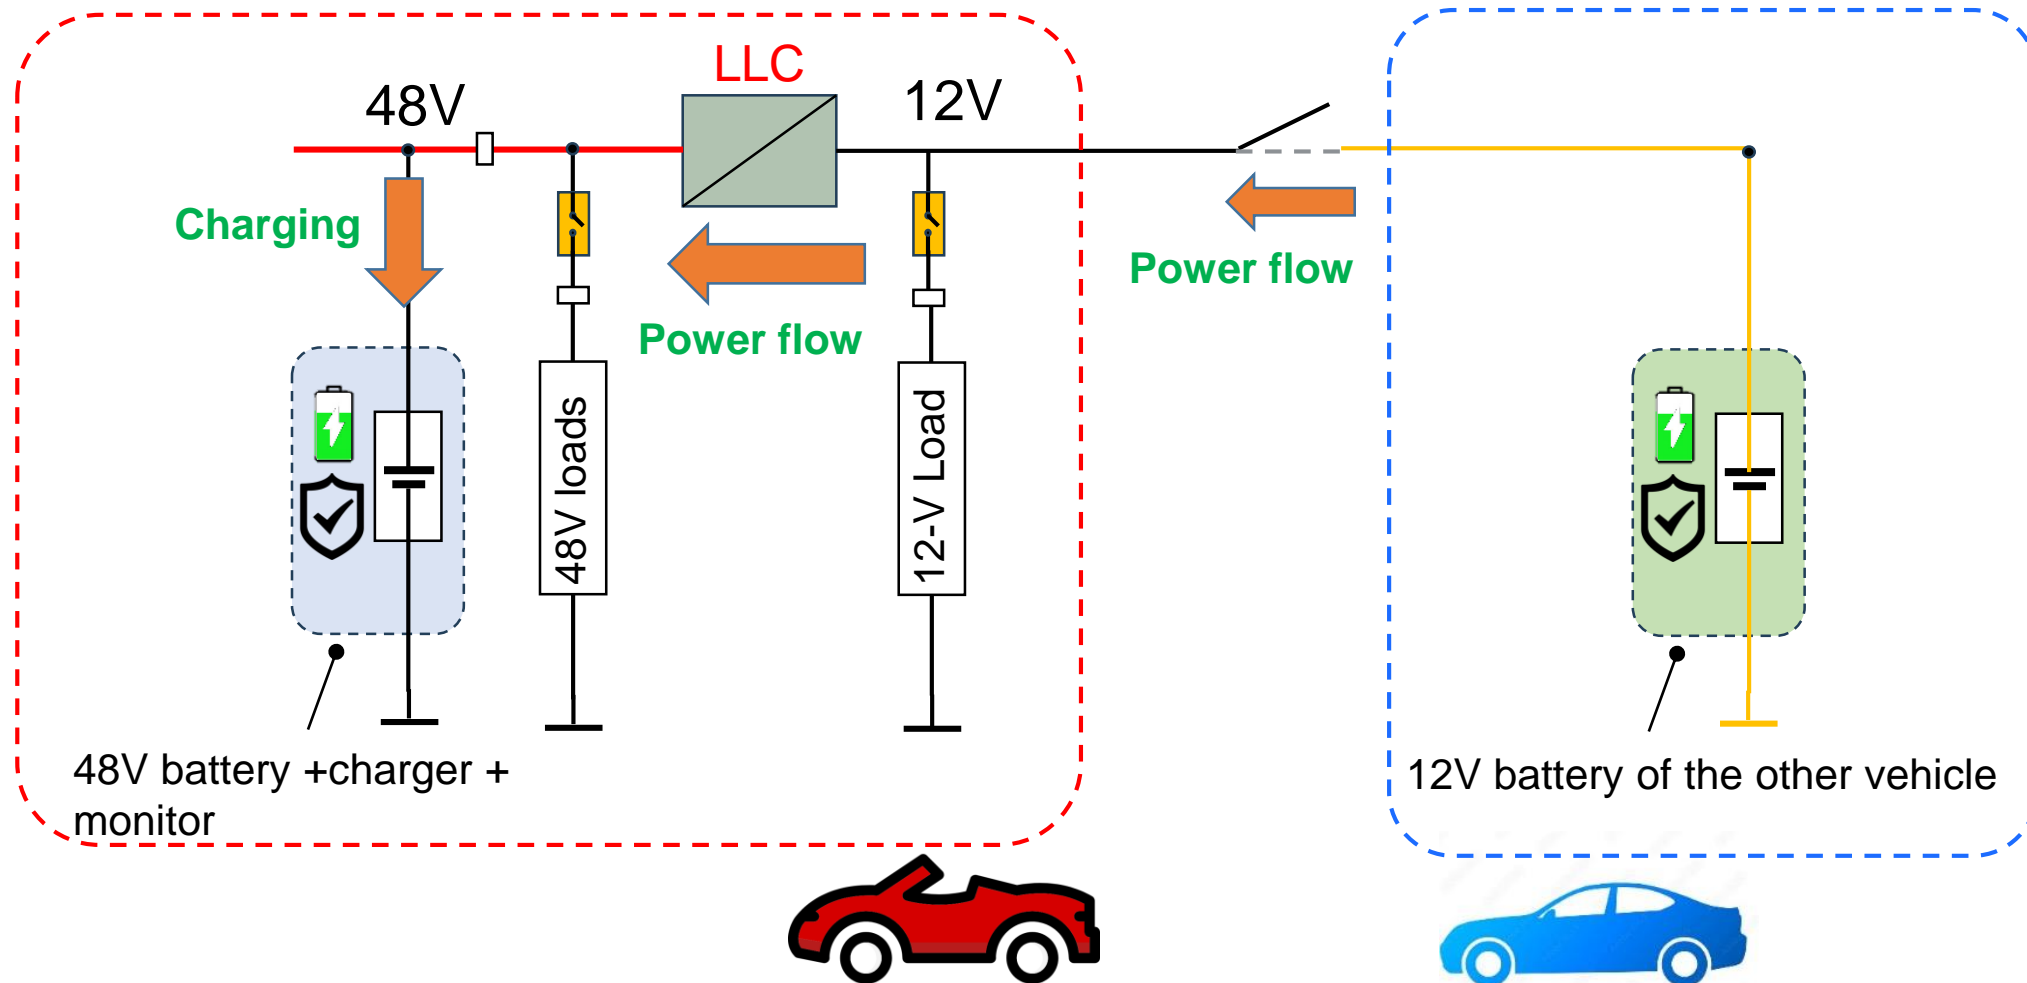 LLC
48V
12V
Charging
Power flow
Power flow
48V loads
12-V Load
48V battery +charger +
monitor
12V battery of the other vehicle